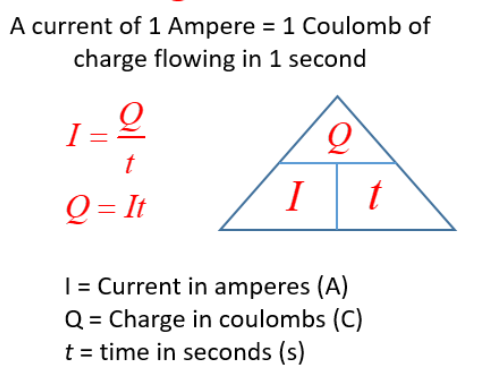 A current of 1 Ampere = 1 Coulomb of
charge flowing in 1 second
I = Q/t
Q = It
Q
I t
I = Current in amperes (A)
Q = Charge in coulombs (C)
t = time in seconds (s)